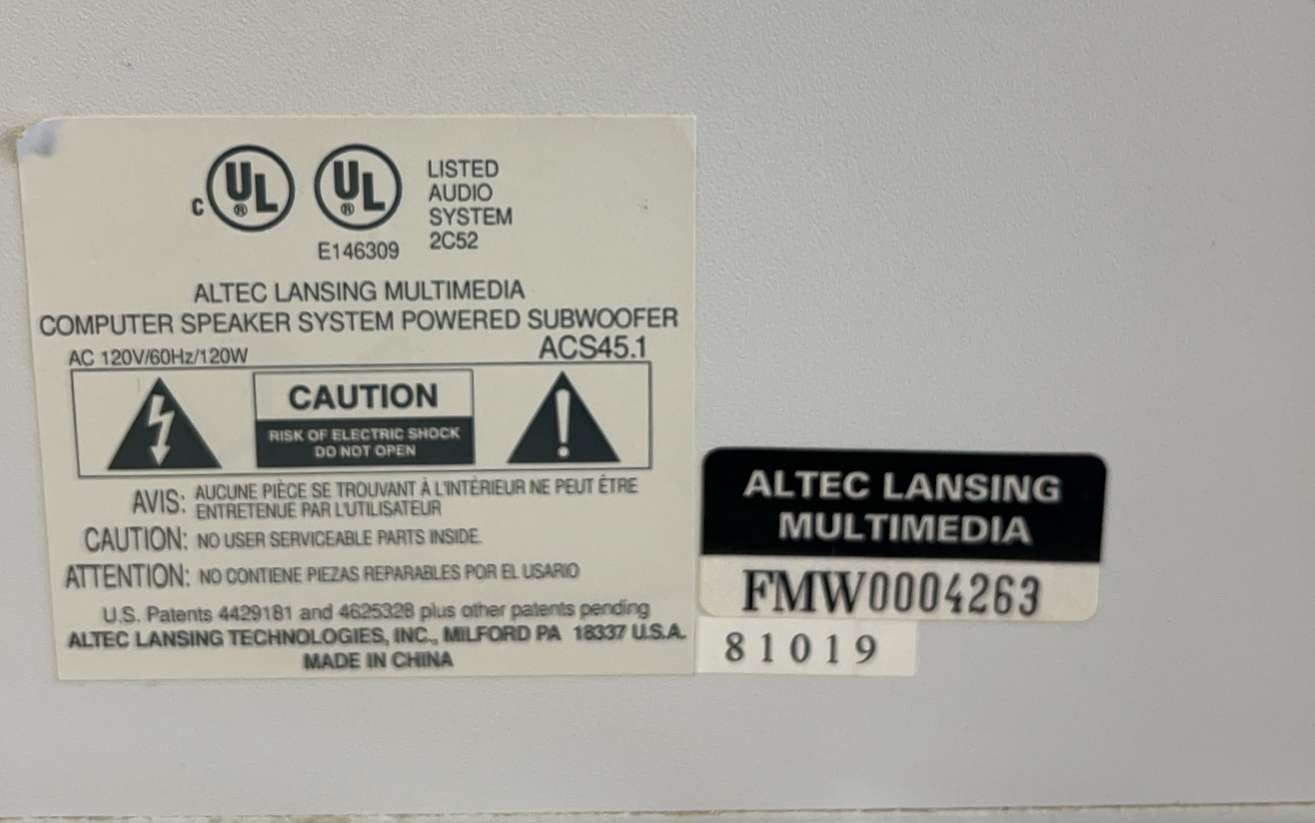 C UL® UL® LISTED
AUDIO
SYSTEM
2C52
E146309
ALTEC LANSING MULTIMEDIA
COMPUTER SPEAKER SYSTEM POWERED SUBWOOFER
AC 120V/60Hz/120W ACS45.1
CAUTION
RISK OF ELECTRIC SHOCK
DO NOT OPEN
AVIS: AUCUNE PIÈCE SE TROUVANT À L'INTÉRIEUR NE PEUT ÊTRE
ENTRETENUE PAR L'UTILISATEUR
CAUTION: NO USER SERVICEABLE PARTS INSIDE.
ATTENTION: NO CONTIENE PIEZAS REPARABLES POR EL USARIO
U.S. Patents 4429181 and 4625328 plus other patents pending
ALTEC LANSING TECHNOLOGIES, INC., MILFORD PA 18337 U.S.A.
MADE IN CHINA
ALTEC LANSING
MULTIMEDIA
FMW0004263
81019